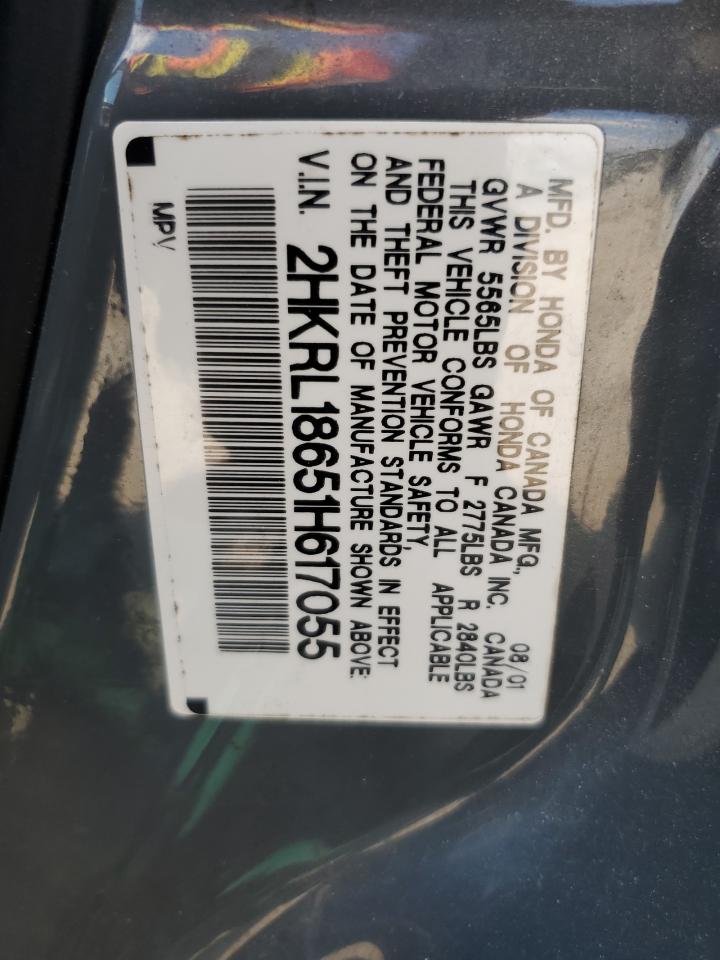 MFD. BY HONDA OF CANADA MFG., 08/01
A DIVISION OF HONDA CANADA INC. CANADA
GVWR 5565LBS GAWR F 2775LBS R 2840LBS
THIS VEHICLE CONFORMS TO ALL APPLICABLE
FEDERAL MOTOR VEHICLE SAFETY,
AND THEFT PREVENTION STANDARDS IN EFFECT
ON THE DATE OF MANUFACTURE SHOWN ABOVE.
V.I.N. 2HKRL18651H617055
MPV